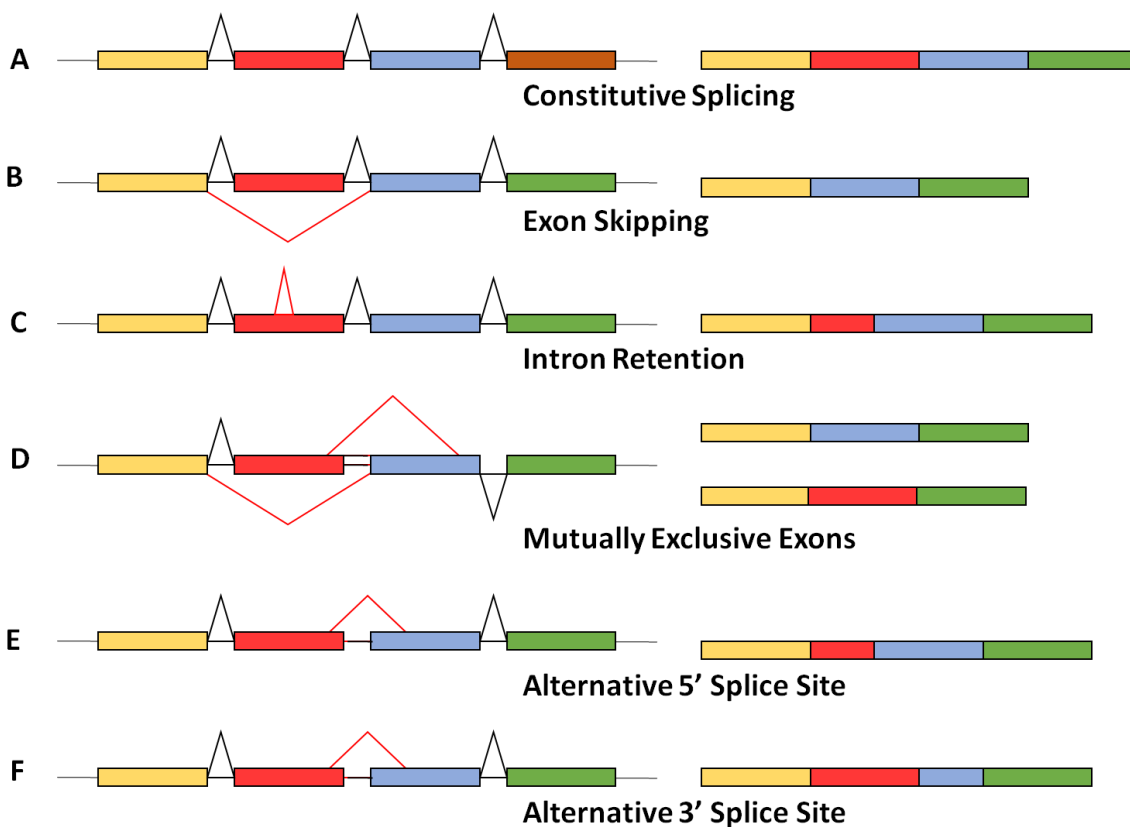 A
Constitutive Splicing
B
Exon Skipping
C
Intron Retention
D
Mutually Exclusive Exons
E
Alternative 5’ Splice Site
F
Alternative 3’ Splice Site